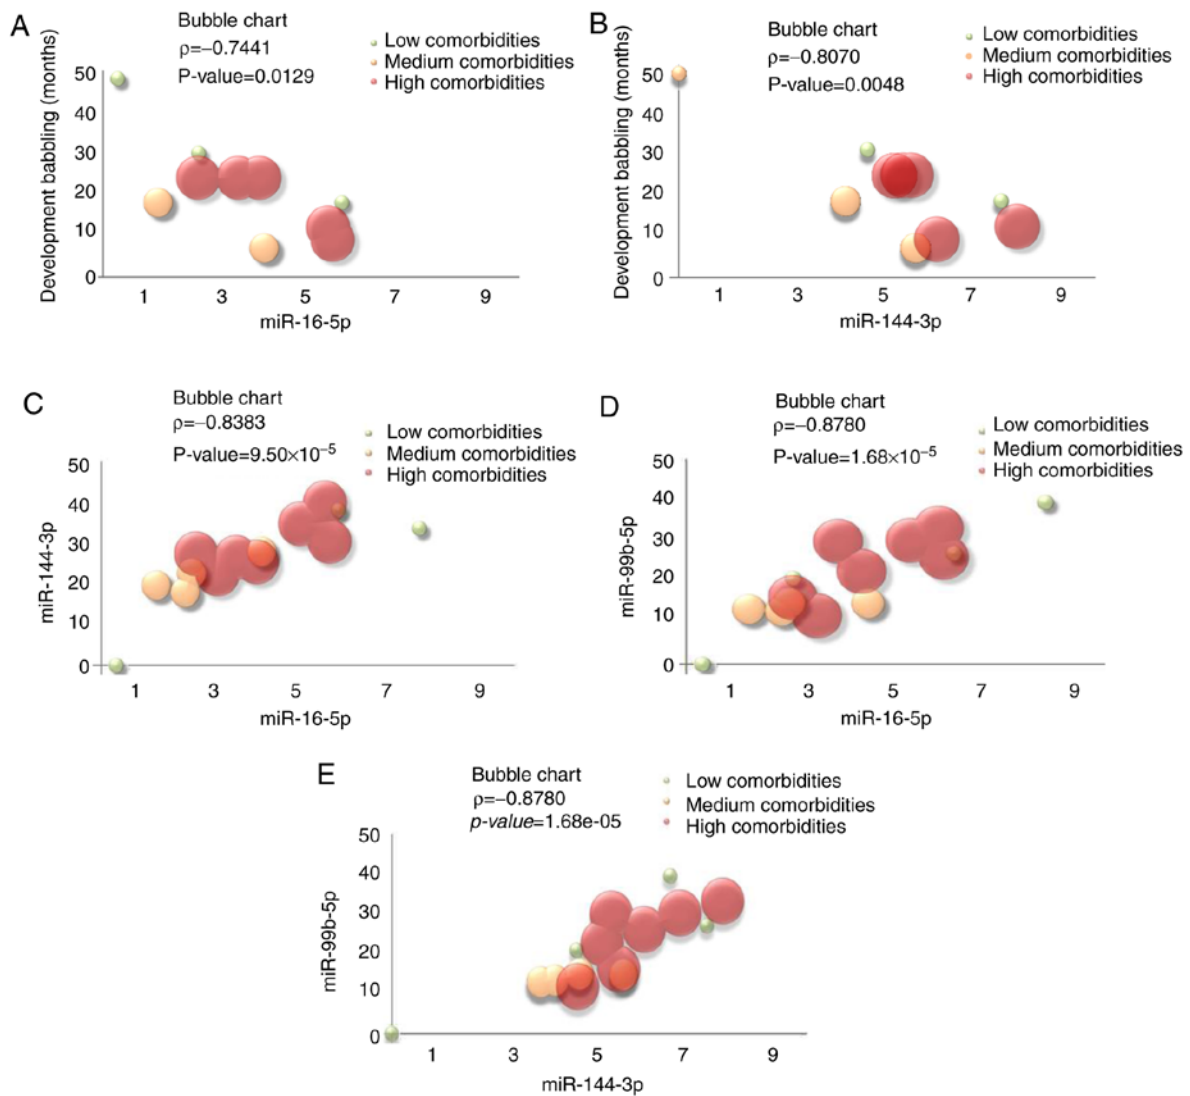 A
Bubble chart
ρ=−0.7441
P-value=0.0129
Low comorbidities
Medium comorbidities
High comorbidities
Development babbling (months)
50
40
30
20
10
0
1 3 5 7 9
miR-16-5p
B
Bubble chart
ρ=−0.8070
P-value=0.0048
Low comorbidities
Medium comorbidities
High comorbidities
Development babbling (months)
50
40
30
20
10
0
1 3 5 7 9
miR-144-3p
C
Bubble chart
ρ=−0.8383
P-value=9.50×10⁻⁵
Low comorbidities
Medium comorbidities
High comorbidities
miR-144-3p
50
40
30
20
10
0
1 3 5 7 9
miR-16-5p
D
Bubble chart
ρ=−0.8780
P-value=1.68×10⁻⁵
Low comorbidities
Medium comorbidities
High comorbidities
miR-99b-5p
50
40
30
20
10
0
1 3 5 7 9
miR-16-5p
E
Bubble chart
ρ=−0.8780
p-value=1.68e-05
Low comorbidities
Medium comorbidities
High comorbidities
miR-99b-5p
50
40
30
20
10
0
1 3 5 7 9
miR-144-3p